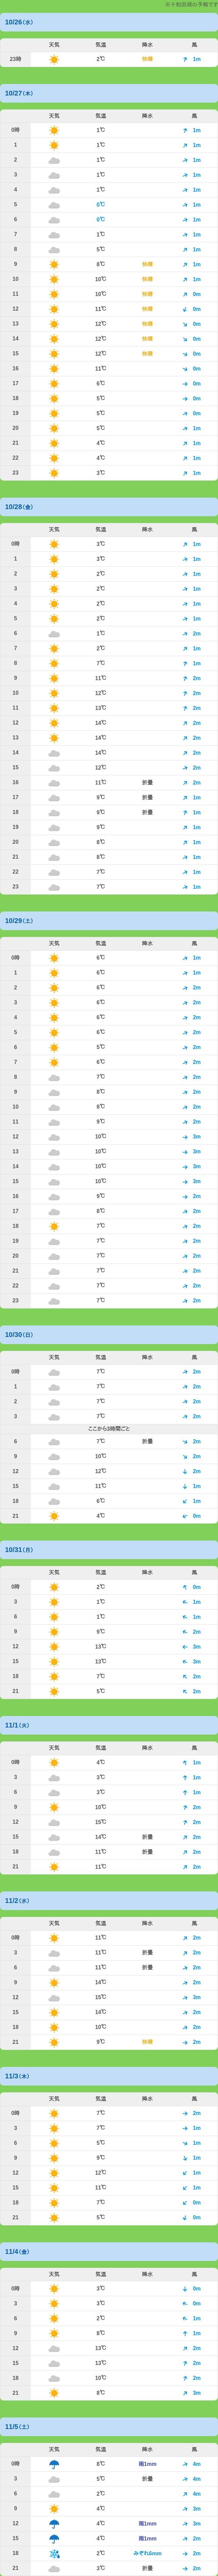 ※※船原峰の予報です
10/26（水）
天気 気温 降水 風
23時 2℃ 快晴 1m
10/27（木）
天気 気温 降水 風
0時 1℃ 1m
1 1℃ 1m
2 1℃ 1m
3 1℃ 1m
4 1℃ 1m
5 0℃ 1m
6 0℃ 1m
7 1℃ 1m
8 5℃ 1m
9 8℃ 快晴 1m
10 10℃ 快晴 1m
11 10℃ 快晴 0m
12 11℃ 快晴 0m
13 12℃ 快晴 0m
14 12℃ 快晴 0m
15 12℃ 快晴 0m
16 11℃ 0m
17 6℃ 0m
18 5℃ 0m
19 5℃ 0m
20 5℃ 1m
21 4℃ 1m
22 4℃ 1m
23 3℃ 1m
10/28（金）
天気 気温 降水 風
0時 3℃ 1m
1 3℃ 1m
2 2℃ 1m
3 2℃ 1m
4 2℃ 1m
5 2℃ 1m
6 1℃ 2m
7 2℃ 1m
8 7℃ 1m
9 11℃ 2m
10 12℃ 2m
11 13℃ 2m
12 14℃ 2m
13 14℃ 2m
14 14℃ 2m
15 12℃ 2m
16 11℃ 折曇 2m
17 9℃ 折曇 1m
18 9℃ 折曇 1m
19 9℃ 1m
20 8℃ 1m
21 8℃ 1m
22 7℃ 1m
23 7℃ 1m
10/29（土）
天気 気温 降水 風
0時 6℃ 1m
1 6℃ 1m
2 6℃ 2m
3 6℃ 2m
4 6℃ 2m
5 6℃ 2m
6 5℃ 2m
7 6℃ 2m
8 7℃ 2m
9 8℃ 2m
10 8℃ 2m
11 9℃ 2m
12 10℃ 3m
13 10℃ 3m
14 10℃ 3m
15 10℃ 3m
16 9℃ 2m
17 8℃ 2m
18 7℃ 2m
19 7℃ 2m
20 7℃ 2m
21 7℃ 2m
22 7℃ 2m
23 7℃ 2m
10/30（日）
天気 気温 降水 風
0時 7℃ 2m
1 7℃ 2m
2 7℃ 2m
3 7℃ 2m
ここから3時間ごと
6 7℃ 折曇 2m
9 10℃ 2m
12 12℃ 2m
15 11℃ 1m
18 6℃ 1m
21 4℃ 0m
10/31（月）
天気 気温 降水 風
0時 2℃ 0m
3 1℃ 1m
6 1℃ 1m
9 9℃ 2m
12 13℃ 3m
15 13℃ 3m
18 7℃ 2m
21 5℃ 2m
11/1（火）
天気 気温 降水 風
0時 4℃ 1m
3 3℃ 1m
6 3℃ 1m
9 10℃ 2m
12 15℃ 2m
15 14℃ 折曇 2m
18 11℃ 折曇 2m
21 11℃ 2m
11/2（水）
天気 気温 降水 風
0時 11℃ 2m
3 11℃ 折曇 2m
6 11℃ 折曇 2m
9 14℃ 2m
12 15℃ 3m
15 14℃ 2m
18 10℃ 2m
21 9℃ 快晴 2m
11/3（木）
天気 気温 降水 風
0時 7℃ 2m
3 7℃ 1m
6 5℃ 1m
9 9℃ 1m
12 12℃ 1m
15 11℃ 1m
18 7℃ 0m
21 5℃ 0m
11/4（金）
天気 気温 降水 風
0時 3℃ 0m
3 3℃ 0m
6 2℃ 1m
9 8℃ 1m
12 13℃ 2m
15 13℃ 2m
18 10℃ 2m
21 8℃ 3m
11/5（土）
天気 気温 降水 風
0時 8℃ 雨1mm 4m
3 5℃ 折曇 4m
6 2℃ 4m
9 4℃ 3m
12 4℃ 雨1mm 3m
15 4℃ 雨1mm 2m
18 2℃ みぞれ6mm 2m
21 3℃ 折曇 2m